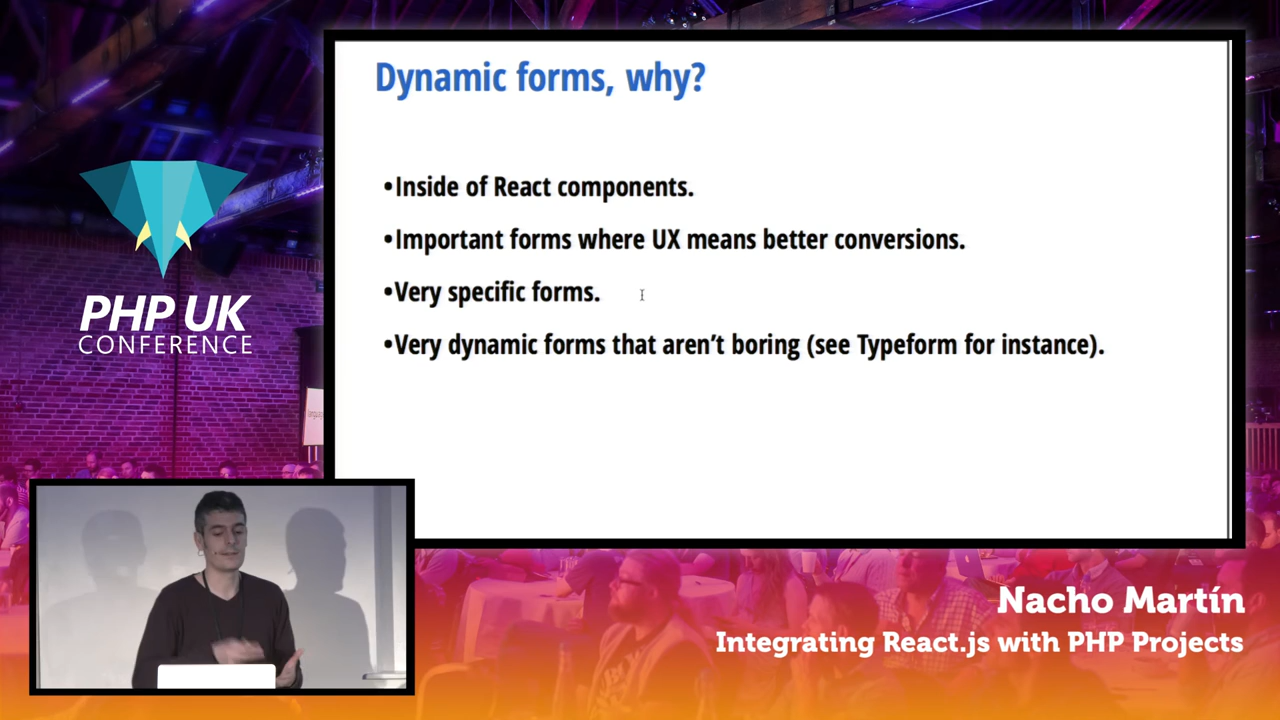 Dynamic forms, why?
•Inside of React components.
•Important forms where UX means better conversions.
•Very specific forms.
•Very dynamic forms that aren't boring (see Typeform for instance).
PHP UK
CONFERENCE
Nacho Martín
Integrating React.js with PHP Projects